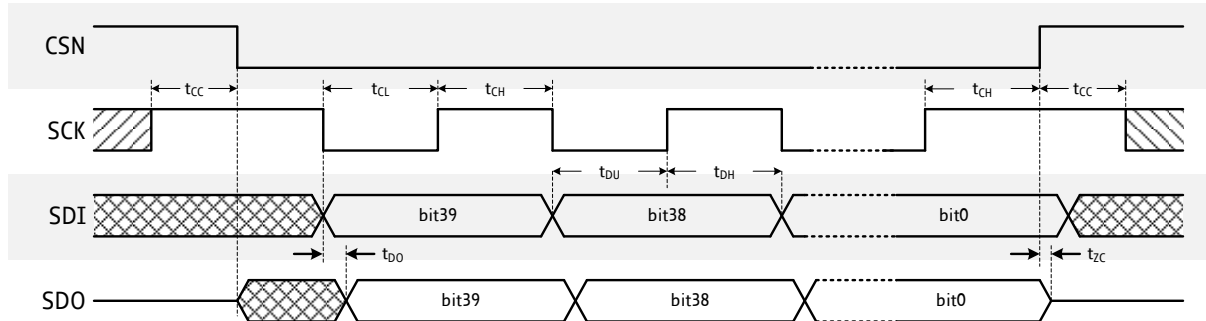 CSN
tCC tCL tCH tCH tCC
SCK
tDU tDH
SDI bit39 bit38 bit0
tDO tZC
SDO bit39 bit38 bit0